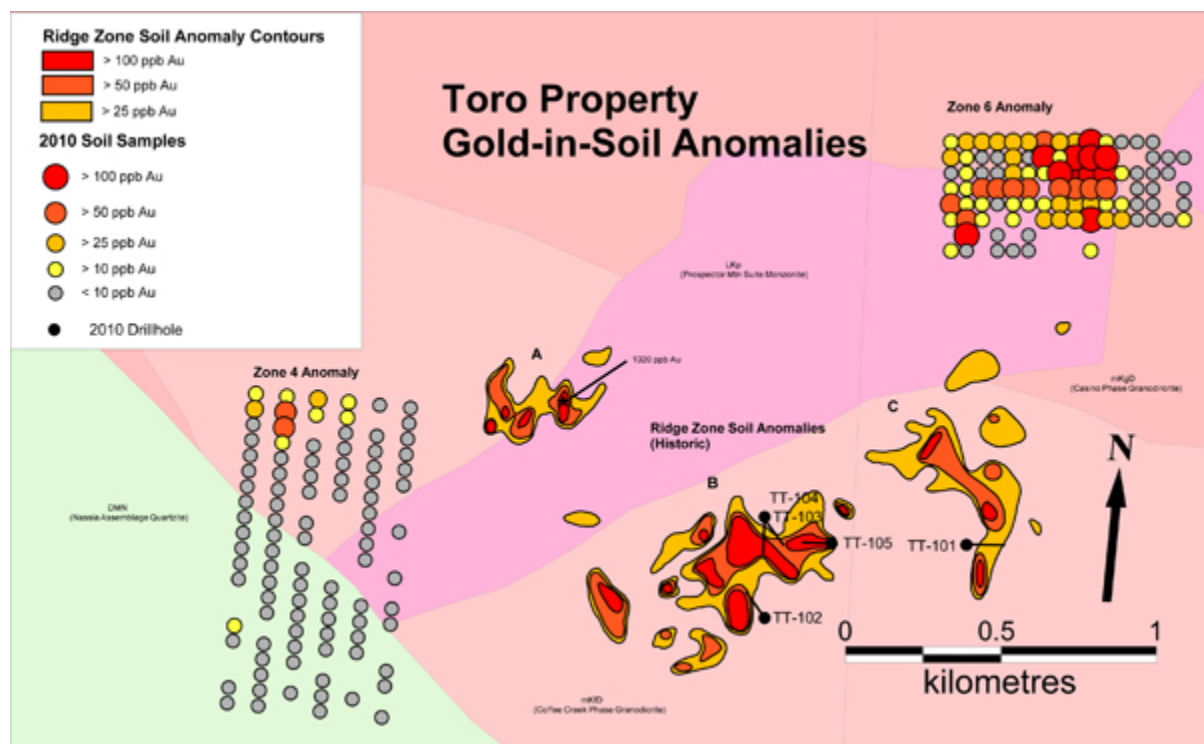 Ridge Zone Soil Anomaly Contours
> 100 ppb Au
> 50 ppb Au
> 25 ppb Au
2010 Soil Samples
> 100 ppb Au
> 50 ppb Au
> 25 ppb Au
> 10 ppb Au
< 10 ppb Au
2010 Drillhole
Toro Property
Gold-in-Soil Anomalies
Zone 6 Anomaly
LKp
(Prospector Mtn Suite Monzonite)
A
1020 ppb Au
Zone 4 Anomaly
mKgD
(Casino Phase Granodiorite)
C
Ridge Zone Soil Anomalies
(Historic)
N
B
TT-104
TT-103
TT-105
TT-101
DMN
(Nassia Assemblage Quartzite)
TT-102
0 0.5 1
kilometres
(Coffee Creek Phase Granodiorite)